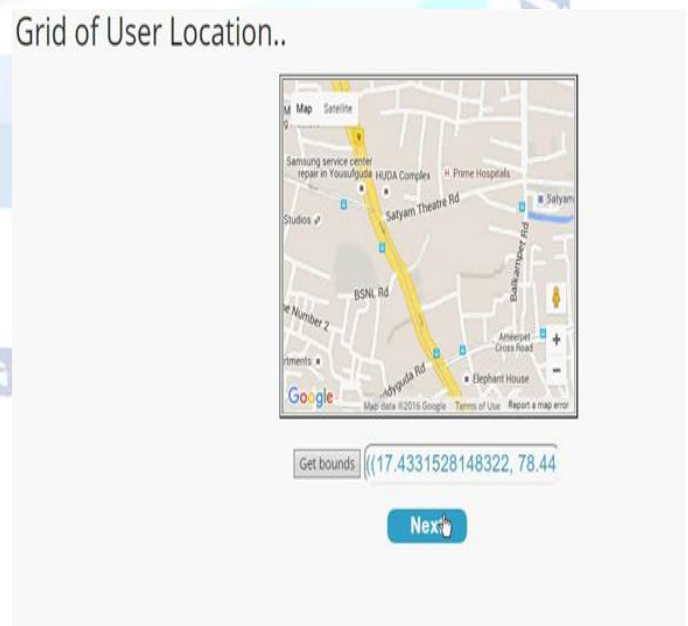 Grid of User Location..
Map Satellite
Samsung service center
repair in Yousufguda
HUDA Complex
H Prime Hospitals
Satyam
Satyam Theatre Rd
Studios
Balkampet Rd
BSNL Rd
Number 2
Ameerpet
Cross Road
Elephant House
Google
Map data ©2016 Google Terms of Use Report a map error
Get bounds ((17.4331528148322, 78.44
Next